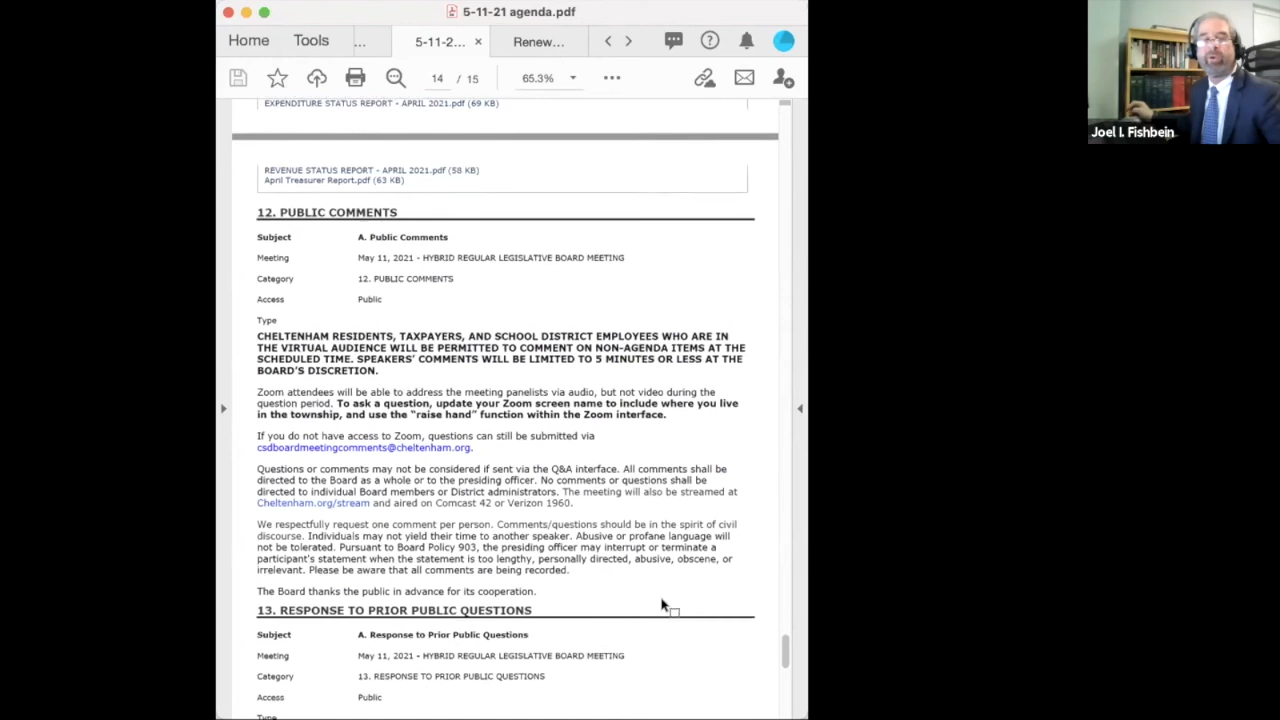 5-11-21 agenda.pdf
Home Tools ... 5-11-2... × Renew...
14 / 15 65.3%
EXPENDITURE STATUS REPORT - APRIL 2021.pdf (69 KB)
REVENUE STATUS REPORT - APRIL 2021.pdf (58 KB)
April Treasurer Report.pdf (63 KB)
12. PUBLIC COMMENTS
Subject A. Public Comments
Meeting May 11, 2021 - HYBRID REGULAR LEGISLATIVE BOARD MEETING
Category 12. PUBLIC COMMENTS
Access Public
Type
CHELTENHAM RESIDENTS, TAXPAYERS, AND SCHOOL DISTRICT EMPLOYEES WHO ARE IN
THE VIRTUAL AUDIENCE WILL BE PERMITTED TO COMMENT ON NON-AGENDA ITEMS AT THE
SCHEDULED TIME. SPEAKERS' COMMENTS WILL BE LIMITED TO 5 MINUTES OR LESS AT THE
BOARD'S DISCRETION.
Zoom attendees will be able to address the meeting panelists via audio, but not video during the
question period. To ask a question, update your Zoom screen name to include where you live
in the township, and use the “raise hand” function within the Zoom interface.
If you do not have access to Zoom, questions can still be submitted via
csdboardmeetingcomments@cheltenham.org.
Questions or comments may not be considered if sent via the Q&A interface. All comments shall be
directed to the Board as a whole or to the presiding officer. No comments or questions shall be
directed to individual Board members or District administrators. The meeting will also be streamed at
Cheltenham.org/stream and aired on Comcast 42 or Verizon 1960.
We respectfully request one comment per person. Comments/questions should be in the spirit of civil
discourse. Individuals may not yield their time to another speaker. Abusive or profane language will
not be tolerated. Pursuant to Board Policy 903, the presiding officer may interrupt or terminate a
participant's statement when the statement is too lengthy, personally directed, abusive, obscene, or
irrelevant. Please be aware that all comments are being recorded.
The Board thanks the public in advance for its cooperation.
13. RESPONSE TO PRIOR PUBLIC QUESTIONS
Subject A. Response to Prior Public Questions
Meeting May 11, 2021 - HYBRID REGULAR LEGISLATIVE BOARD MEETING
Category 13. RESPONSE TO PRIOR PUBLIC QUESTIONS
Access Public
Type
Joel I. Fishbein